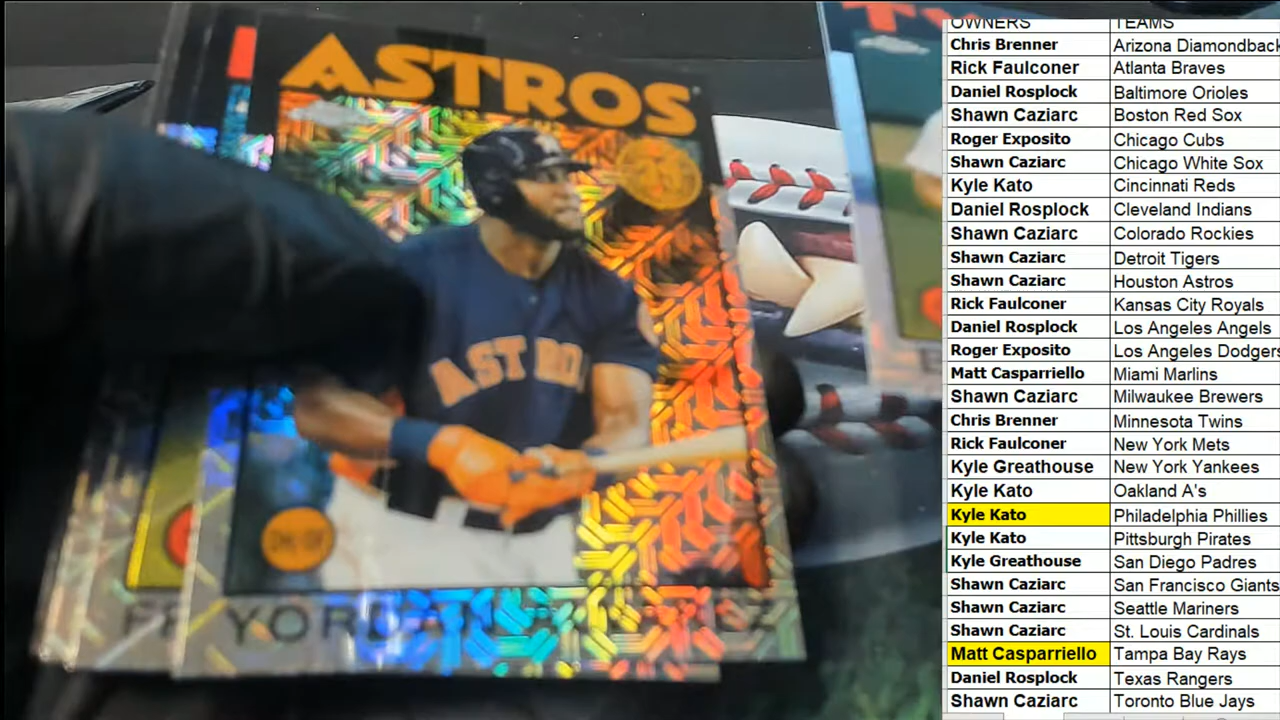 ASTROS
ASTRO
YOR
OWNERS TEAMS
Chris Brenner Arizona Diamondback
Rick Faulconer Atlanta Braves
Daniel Rosplock Baltimore Orioles
Shawn Caziarc Boston Red Sox
Roger Exposito Chicago Cubs
Shawn Caziarc Chicago White Sox
Kyle Kato Cincinnati Reds
Daniel Rosplock Cleveland Indians
Shawn Caziarc Colorado Rockies
Shawn Caziarc Detroit Tigers
Shawn Caziarc Houston Astros
Rick Faulconer Kansas City Royals
Daniel Rosplock Los Angeles Angels
Roger Exposito Los Angeles Dodgers
Matt Casparriello Miami Marlins
Shawn Caziarc Milwaukee Brewers
Chris Brenner Minnesota Twins
Rick Faulconer New York Mets
Kyle Greathouse New York Yankees
Kyle Kato Oakland A's
Kyle Kato Philadelphia Phillies
Kyle Kato Pittsburgh Pirates
Kyle Greathouse San Diego Padres
Shawn Caziarc San Francisco Giants
Shawn Caziarc Seattle Mariners
Shawn Caziarc St. Louis Cardinals
Matt Casparriello Tampa Bay Rays
Daniel Rosplock Texas Rangers
Shawn Caziarc Toronto Blue Jays